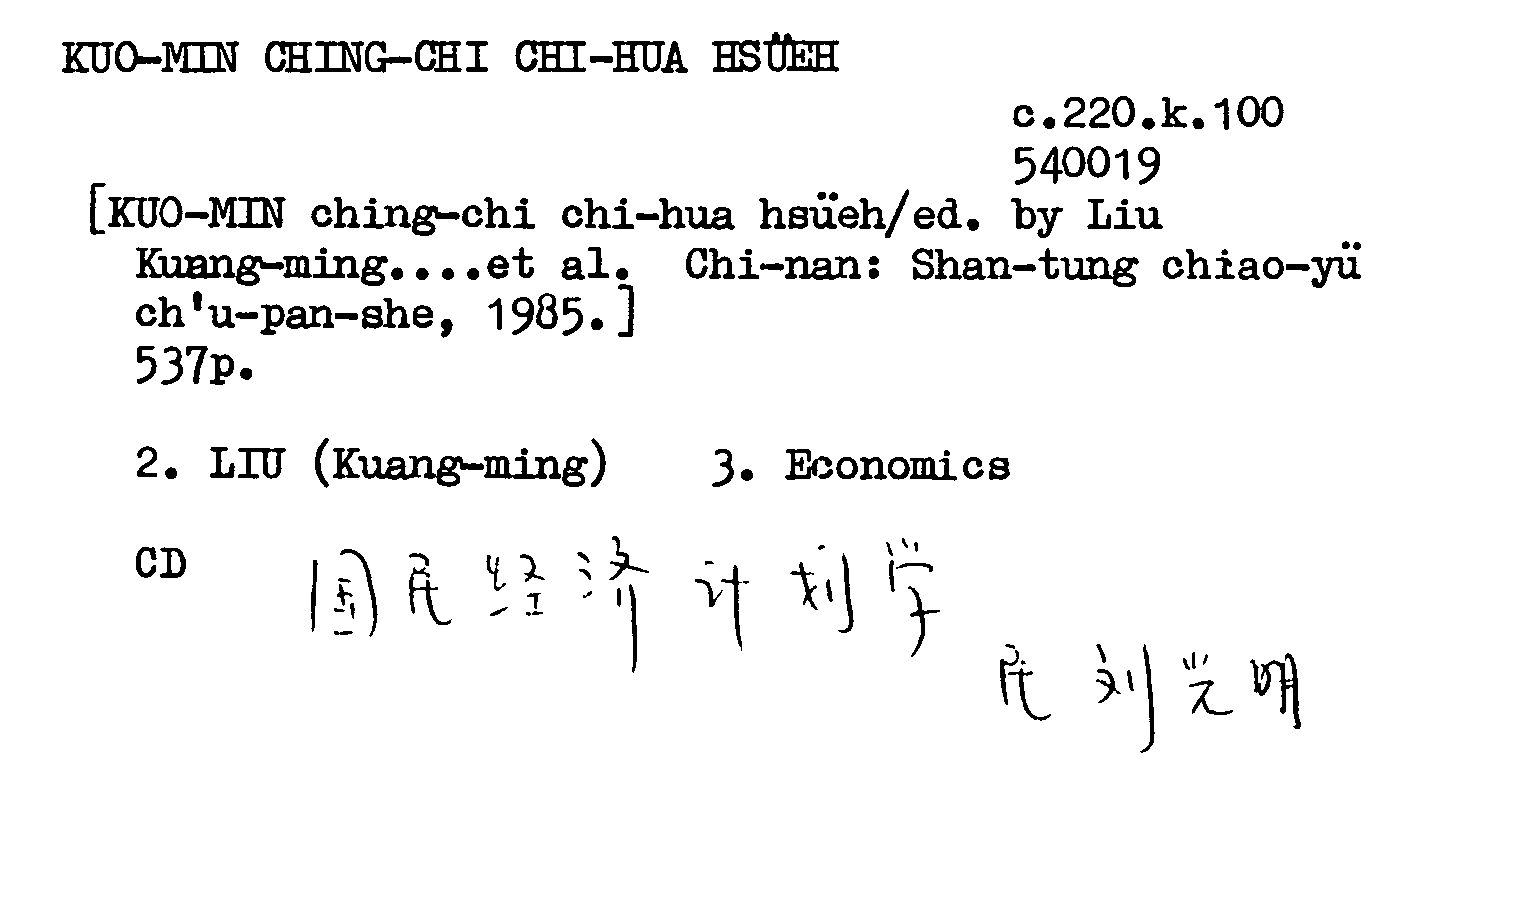 KUO-MIN CHING-CHI CHI-HUA HSÜEH
c.220.k.100
540019
[KUO-MIN ching-chi chi-hua hsüeh/ed. by Liu
Kuang-ming....et al. Chi-nan: Shan-tung chiao-yü
ch'u-pan-she, 1985.]
537p.
2. LIU (Kuang-ming) 3. Economics
CD 国民经济计划学
民 刘光明